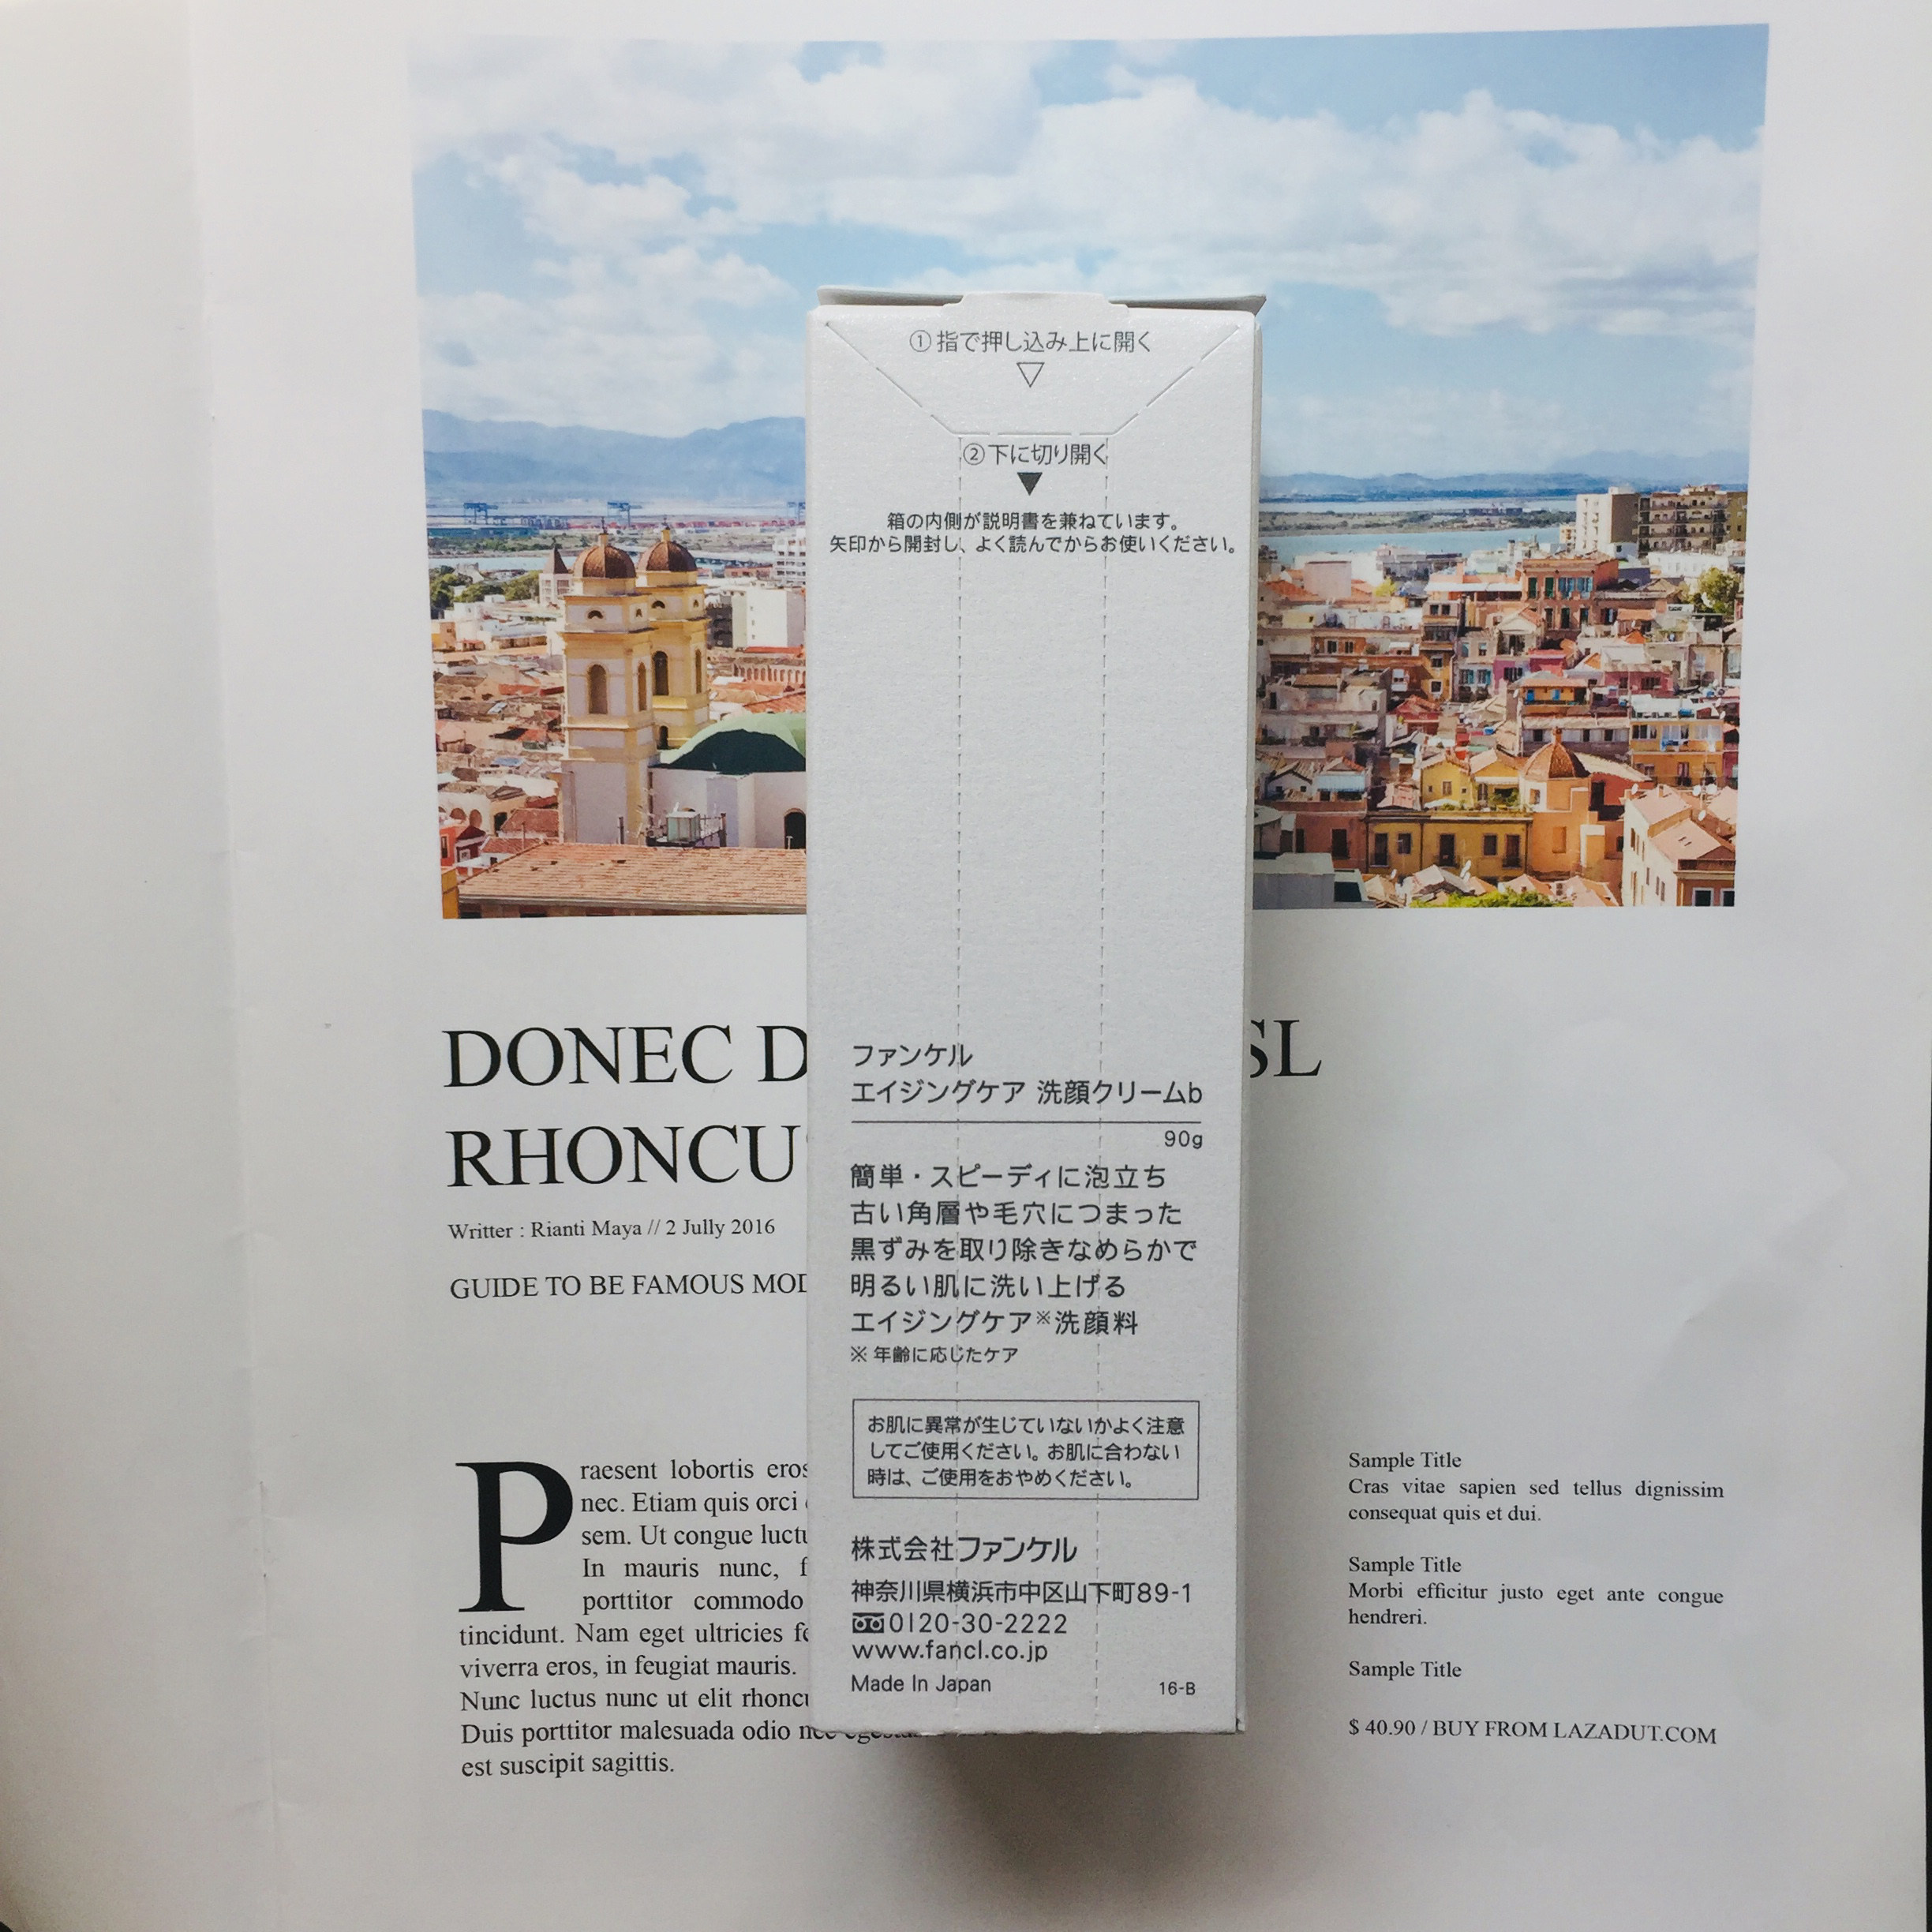 ①指で押し込み上に開く
②下に切り開く
箱の内側が説明書を兼ねています。
矢印から開封し、よく読んでからお使いください。
ファンケル
エイジングケア 洗顔クリームb
90g
簡単・スピーディに泡立ち
古い角層や毛穴につまった
黒ずみを取り除きなめらかで
明るい肌に洗い上げる
エイジングケア※洗顔料
※ 年齢に応じたケア
お肌に異常が生じていないかよく注意
してご使用ください。お肌に合わない
時は、ご使用をおやめください。
株式会社ファンケル
神奈川県横浜市中区山下町89-1
0120-30-2222
www.fancl.co.jp
Made In Japan
16-B
DONEC
RHONCU
Writter : Rianti Maya // 2 Jully 2016
GUIDE TO BE FAMOUS MOD
Praesent lobortis eros
nec. Etiam quis orci
sem. Ut congue luctu
In mauris nunc, f
porttitor commodo
tincidunt. Nam eget ultricies fe
viverra eros, in feugiat mauris.
Nunc luctus nunc ut elit rhoncu
Duis porttitor malesuada odio nec
est suscipit sagittis.
Sample Title
Cras vitae sapien sed tellus dignissim
consequat quis et dui.
Sample Title
Morbi efficitur justo eget ante congue
hendreri.
Sample Title
$ 40.90 / BUY FROM LAZADUT.COM